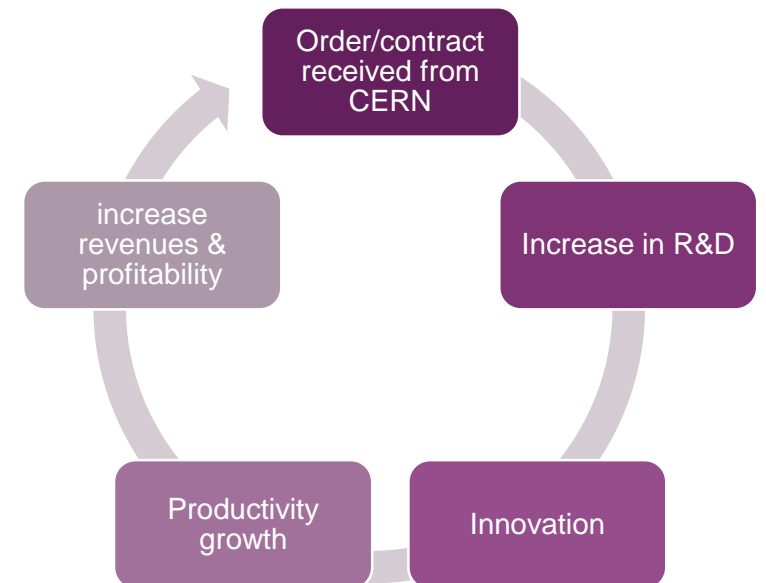 Order/contract
received from
CERN
Increase in R&D
Innovation
Productivity
growth
increase
revenues &
profitability